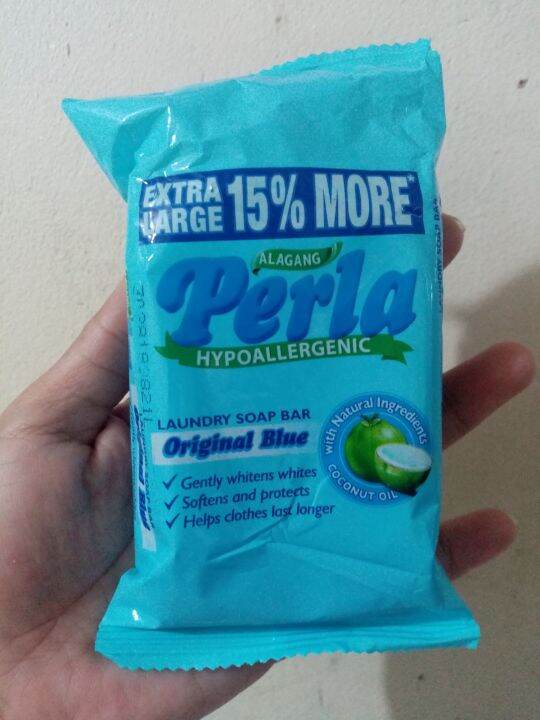 EXTRA LARGE 15% MORE*
ALAGANG
Perla
HYPOALLERGENIC
LAUNDRY SOAP BAR
Original Blue
✓ Gently whitens whites
✓ Softens and protects
✓ Helps clothes last longer
with Natural Ingredients
COCONUT OIL